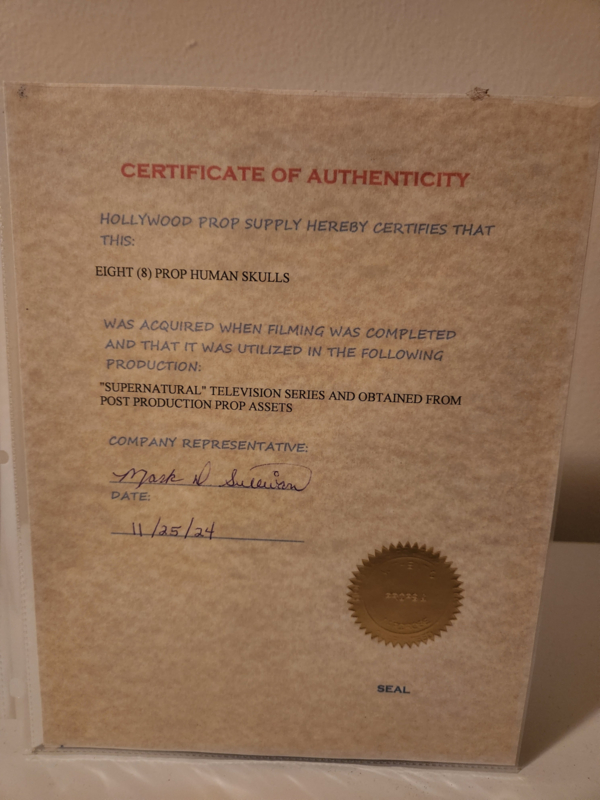 CERTIFICATE OF AUTHENTICITY
HOLLYWOOD PROP SUPPLY HEREBY CERTIFIES THAT
THIS:
EIGHT (8) PROP HUMAN SKULLS
WAS ACQUIRED WHEN FILMING WAS COMPLETED
AND THAT IT WAS UTILIZED IN THE FOLLOWING
PRODUCTION:
"SUPERNATURAL" TELEVISION SERIES AND OBTAINED FROM
POST PRODUCTION PROP ASSETS
COMPANY REPRESENTATIVE:
Mark D Sullivan
DATE:
11/25/24
SEAL